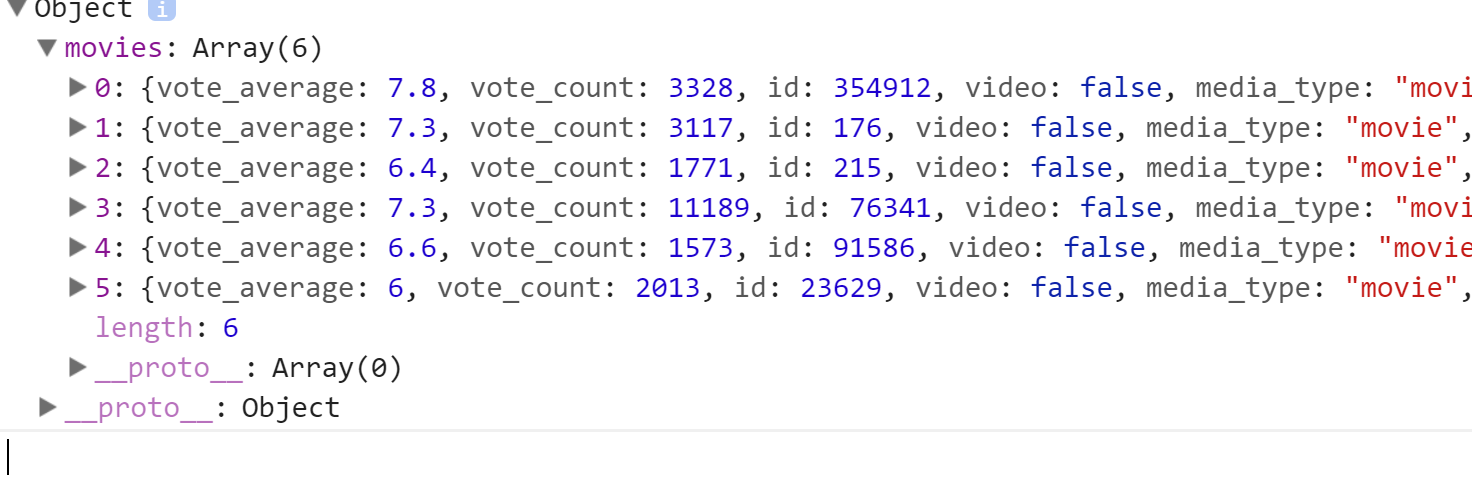 Object i
movies: Array(6)
0: {vote_average: 7.8, vote_count: 3328, id: 354912, video: false, media_type: "movi
1: {vote_average: 7.3, vote_count: 3117, id: 176, video: false, media_type: "movie",
2: {vote_average: 6.4, vote_count: 1771, id: 215, video: false, media_type: "movie",
3: {vote_average: 7.3, vote_count: 11189, id: 76341, video: false, media_type: "movi
4: {vote_average: 6.6, vote_count: 1573, id: 91586, video: false, media_type: "movie
5: {vote_average: 6, vote_count: 2013, id: 23629, video: false, media_type: "movie",
length: 6
__proto__: Array(0)
__proto__: Object